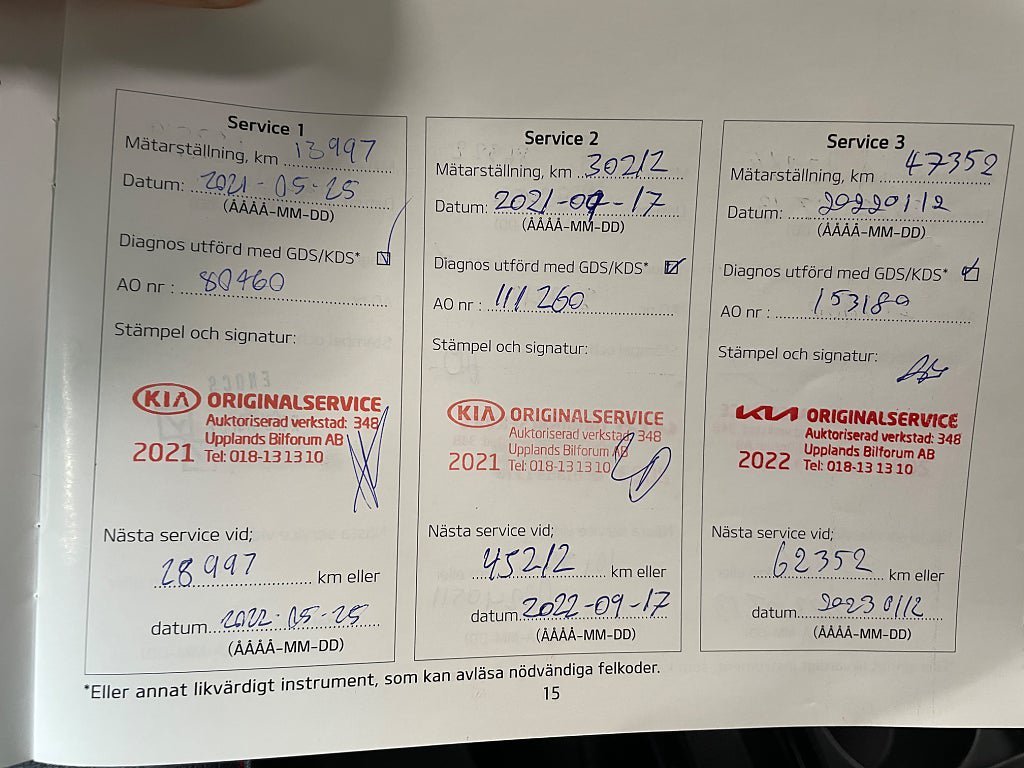 Service 1
Mätarställning, km 13997
Datum: 2021-05-25
(ÅÅÅÅ-MM-DD)
Diagnos utförd med GDS/KDS*
AO nr : 80460
Stämpel och signatur:
KIA ORIGINALSERVICE
Auktoriserad verkstad: 348
Upplands Bilforum AB
2021 Tel: 018-13 13 10
Nästa service vid;
28997 km eller
datum 2022-05-25
(ÅÅÅÅ-MM-DD)
Service 2
Mätarställning, km 30212
Datum: 2021-09-17
(ÅÅÅÅ-MM-DD)
Diagnos utförd med GDS/KDS*
AO nr : 111260
Stämpel och signatur:
KIA ORIGINALSERVICE
Auktoriserad verkstad: 348
Upplands Bilforum AB
2021 Tel: 018-13 13 10
Nästa service vid;
45212 km eller
datum 2022-09-17
(ÅÅÅÅ-MM-DD)
Service 3
Mätarställning, km 47352
Datum: 20220112
(ÅÅÅÅ-MM-DD)
Diagnos utförd med GDS/KDS*
AO nr : 153189
Stämpel och signatur:
KIA ORIGINALSERVICE
Auktoriserad verkstad: 348
Upplands Bilforum AB
2022 Tel: 018-13 13 10
Nästa service vid;
62352 km eller
datum 20230112
(ÅÅÅÅ-MM-DD)
*Eller annat likvärdigt instrument, som kan avläsa nödvändiga felkoder.
15